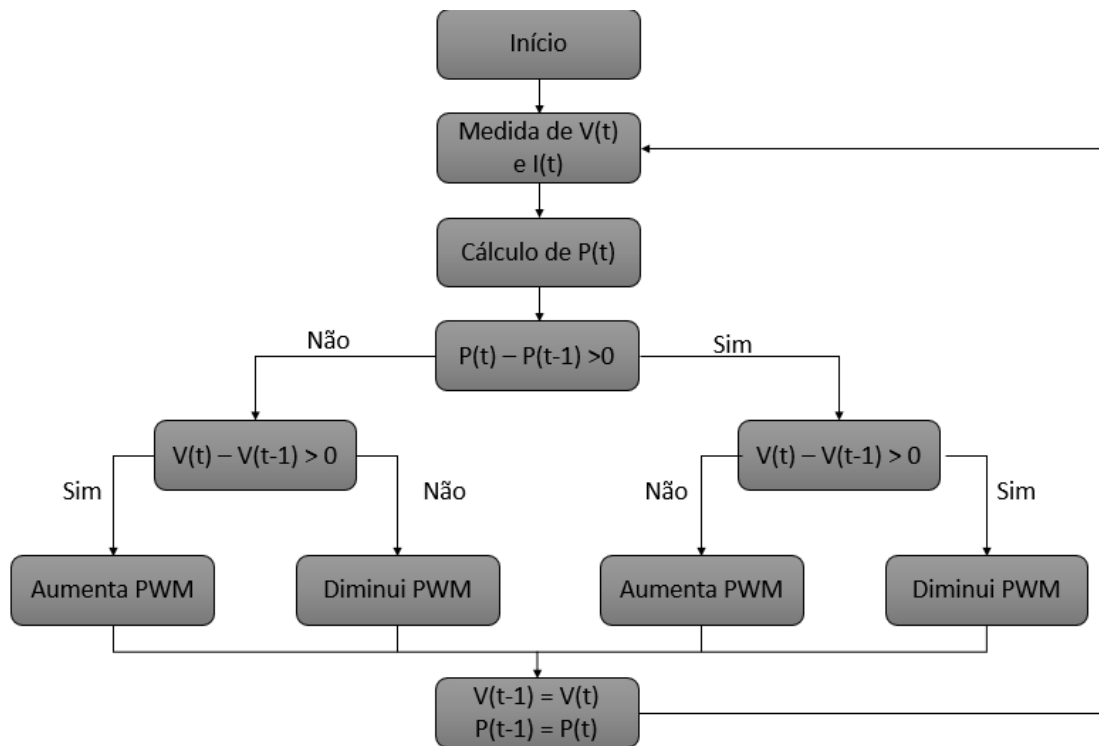 Início
Medida de V(t)
e I(t)
Cálculo de P(t)
Não
P(t) – P(t-1) >0
Sim
V(t) – V(t-1) > 0
V(t) – V(t-1) > 0
Sim
Não
Não
Sim
Aumenta PWM
Diminui PWM
Aumenta PWM
Diminui PWM
V(t-1) = V(t)
P(t-1) = P(t)